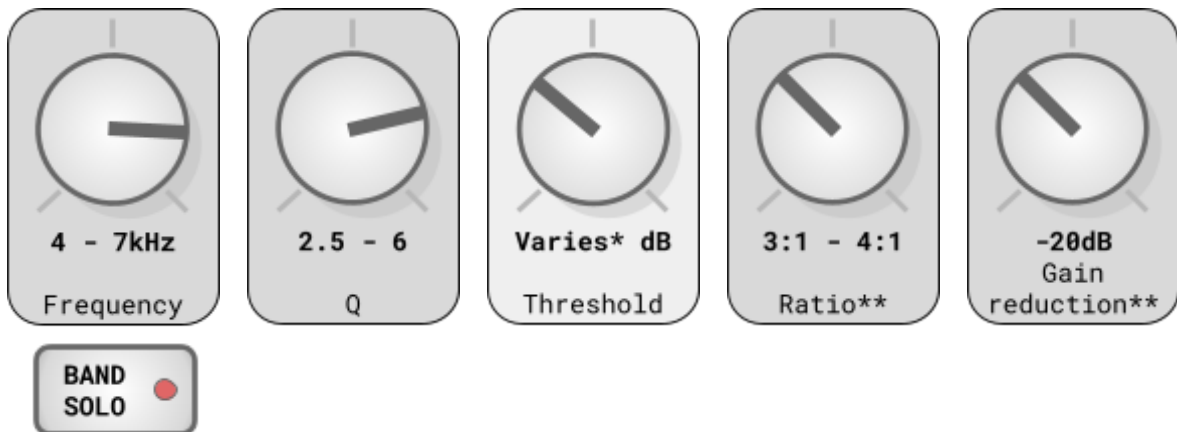 4 - 7kHz
Frequency
2.5 - 6
Q
Varies* dB
Threshold
3:1 - 4:1
Ratio**
-20dB
Gain
reduction**
BAND
SOLO